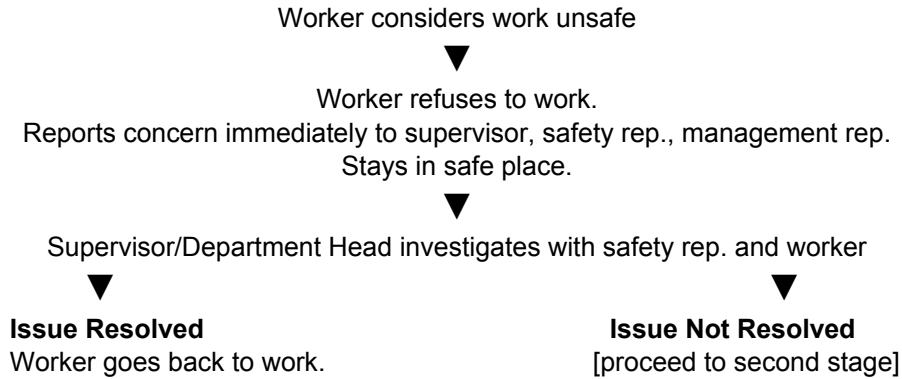 Worker considers work unsafe
▼
Worker refuses to work.
Reports concern immediately to supervisor, safety rep., management rep.
Stays in safe place.
▼
Supervisor/Department Head investigates with safety rep. and worker
▼ ▼
Issue Resolved Issue Not Resolved
Worker goes back to work. [proceed to second stage]